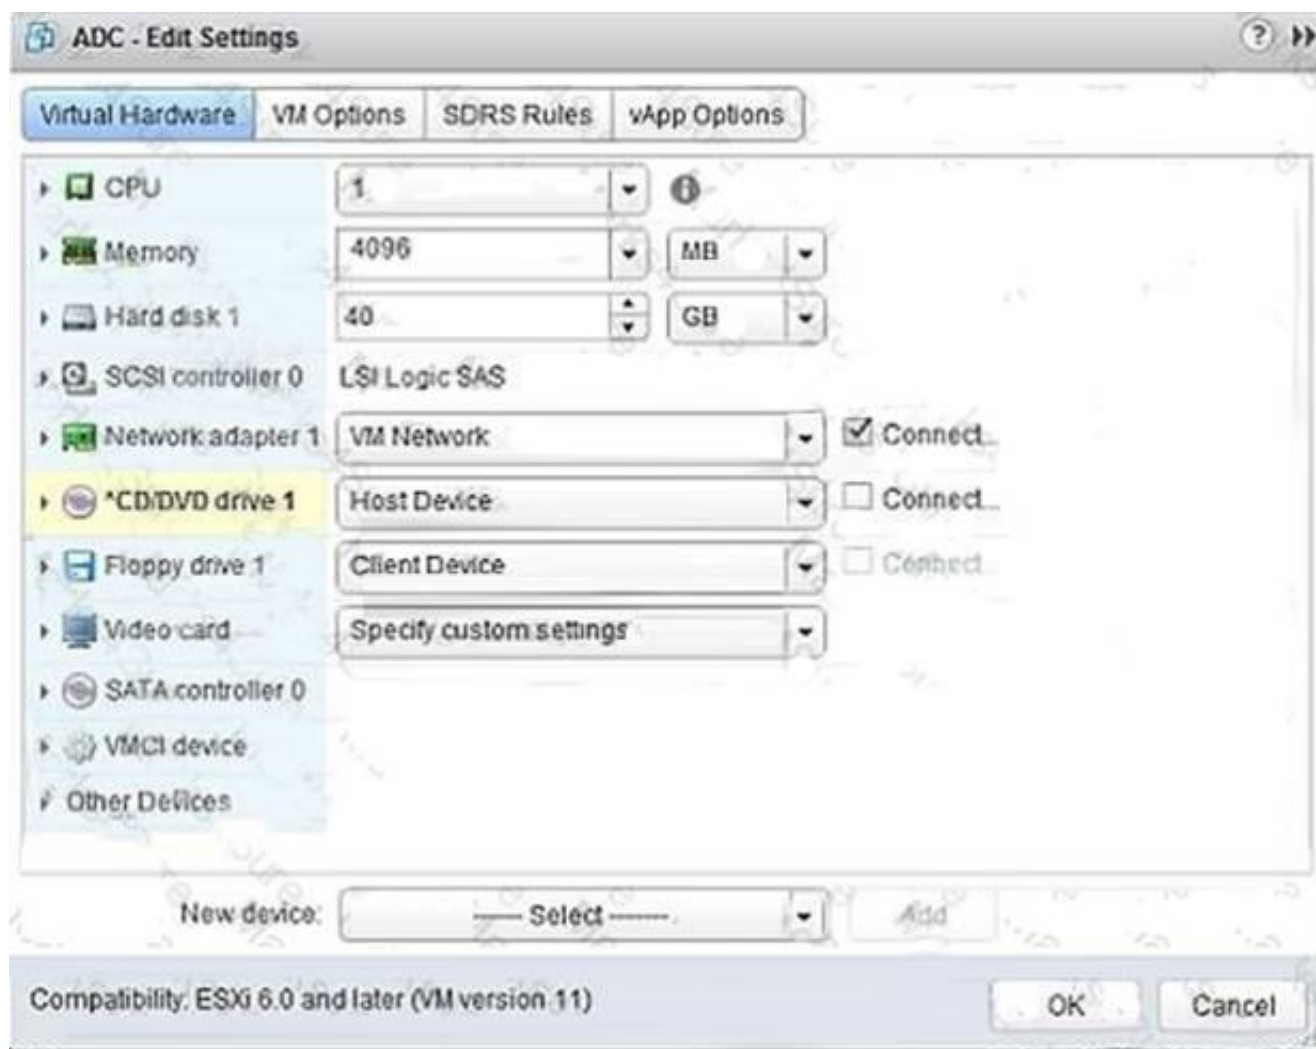 ADC - Edit Settings
Virtual Hardware VM Options SDRS Rules vApp Options
CPU 1
Memory 4096 MB
Hard disk 1 40 GB
SCSI controller 0 LSI Logic SAS
Network adapter 1 VM Network Connect...
*CD/DVD drive 1 Host Device Connect...
Floppy drive 1 Client Device Connect...
Video card Specify custom settings
SATA controller 0
VMCI device
Other Devices
New device: ------ Select ------- Add
Compatibility: ESXi 6.0 and later (VM version 11) OK Cancel